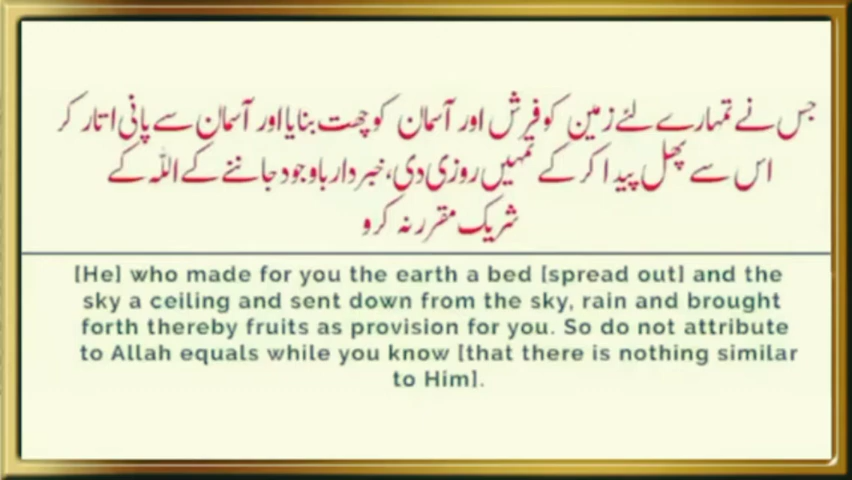 جس نے تمہارے لئے زمین کو فرش اور آسمان کو چھت بنایا اور آسمان سے پانی اتار کر
اس سے پھل پیدا کر کے تمہیں روزی دی، خبردار باوجود جاننے کے اللہ کے
شریک مقرر نہ کرو
[He] who made for you the earth a bed [spread out] and the
sky a ceiling and sent down from the sky, rain and brought
forth thereby fruits as provision for you. So do not attribute
to Allah equals while you know [that there is nothing similar
to Him].